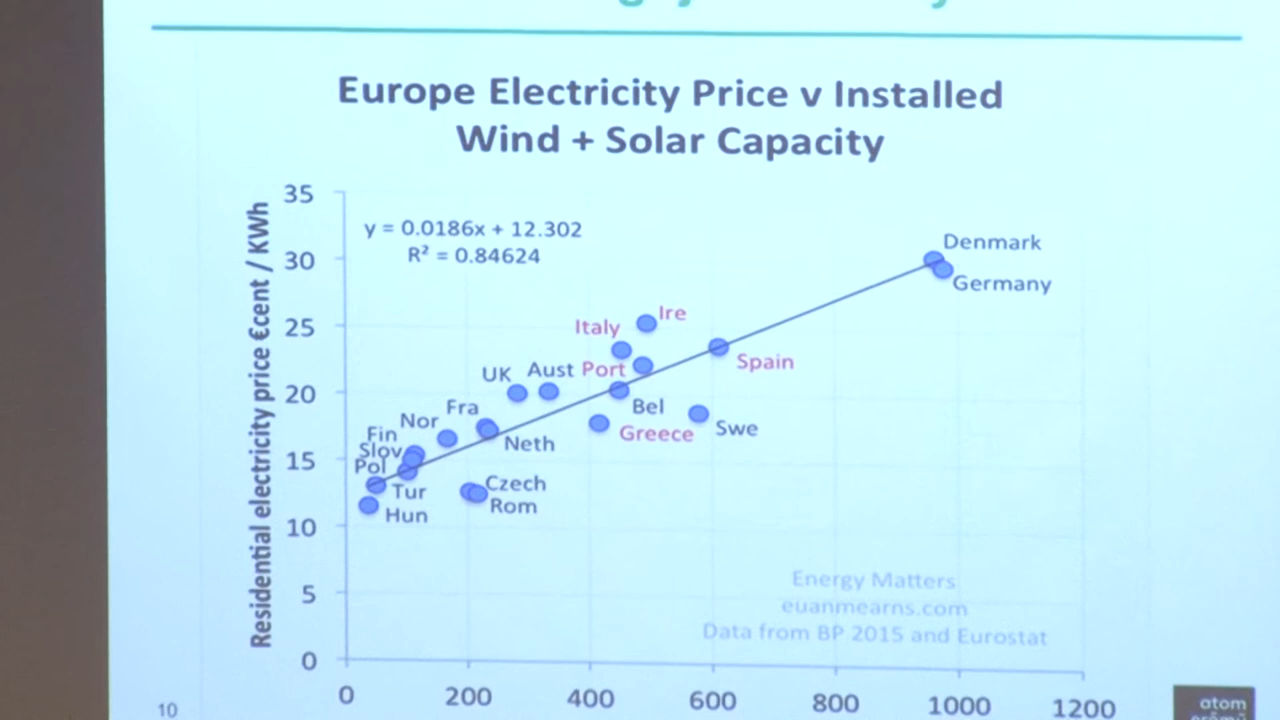 Europe Electricity Price v Installed
Wind + Solar Capacity
Residential electricity price €cent / KWh
35
30
25
20
15
10
5
0
y = 0.0186x + 12.302
R² = 0.84624
Denmark
Germany
Ire
Italy
Spain
UK
Aust
Port
Bel
Swe
Greece
Fra
Nor
Neth
Fin
Slov
Pol
Tur
Hun
Czech
Rom
Energy Matters
euanmearns.com
Data from BP 2015 and Eurostat
0
200
400
600
800
1000
1200
10
atom